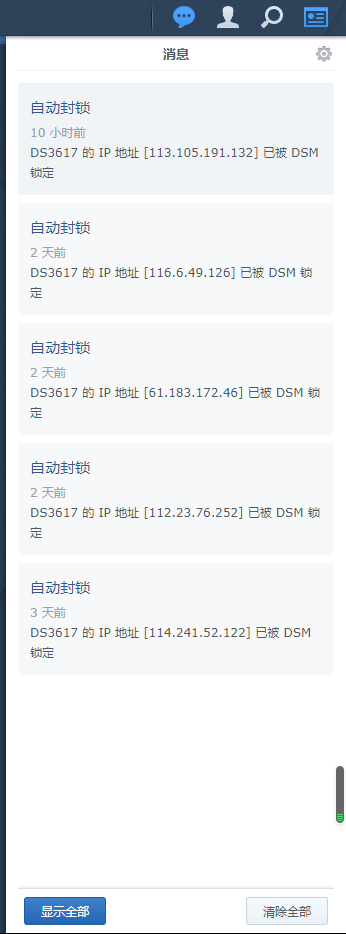 消息
自动封锁
10 小时前
DS3617 的 IP 地址 [113.105.191.132] 已被 DSM
锁定
自动封锁
2 天前
DS3617 的 IP 地址 [116.6.49.126] 已被 DSM 锁
定
自动封锁
2 天前
DS3617 的 IP 地址 [61.183.172.46] 已被 DSM 锁
定
自动封锁
2 天前
DS3617 的 IP 地址 [112.23.76.252] 已被 DSM 锁
定
自动封锁
3 天前
DS3617 的 IP 地址 [114.241.52.122] 已被 DSM
锁定
显示全部 清除全部